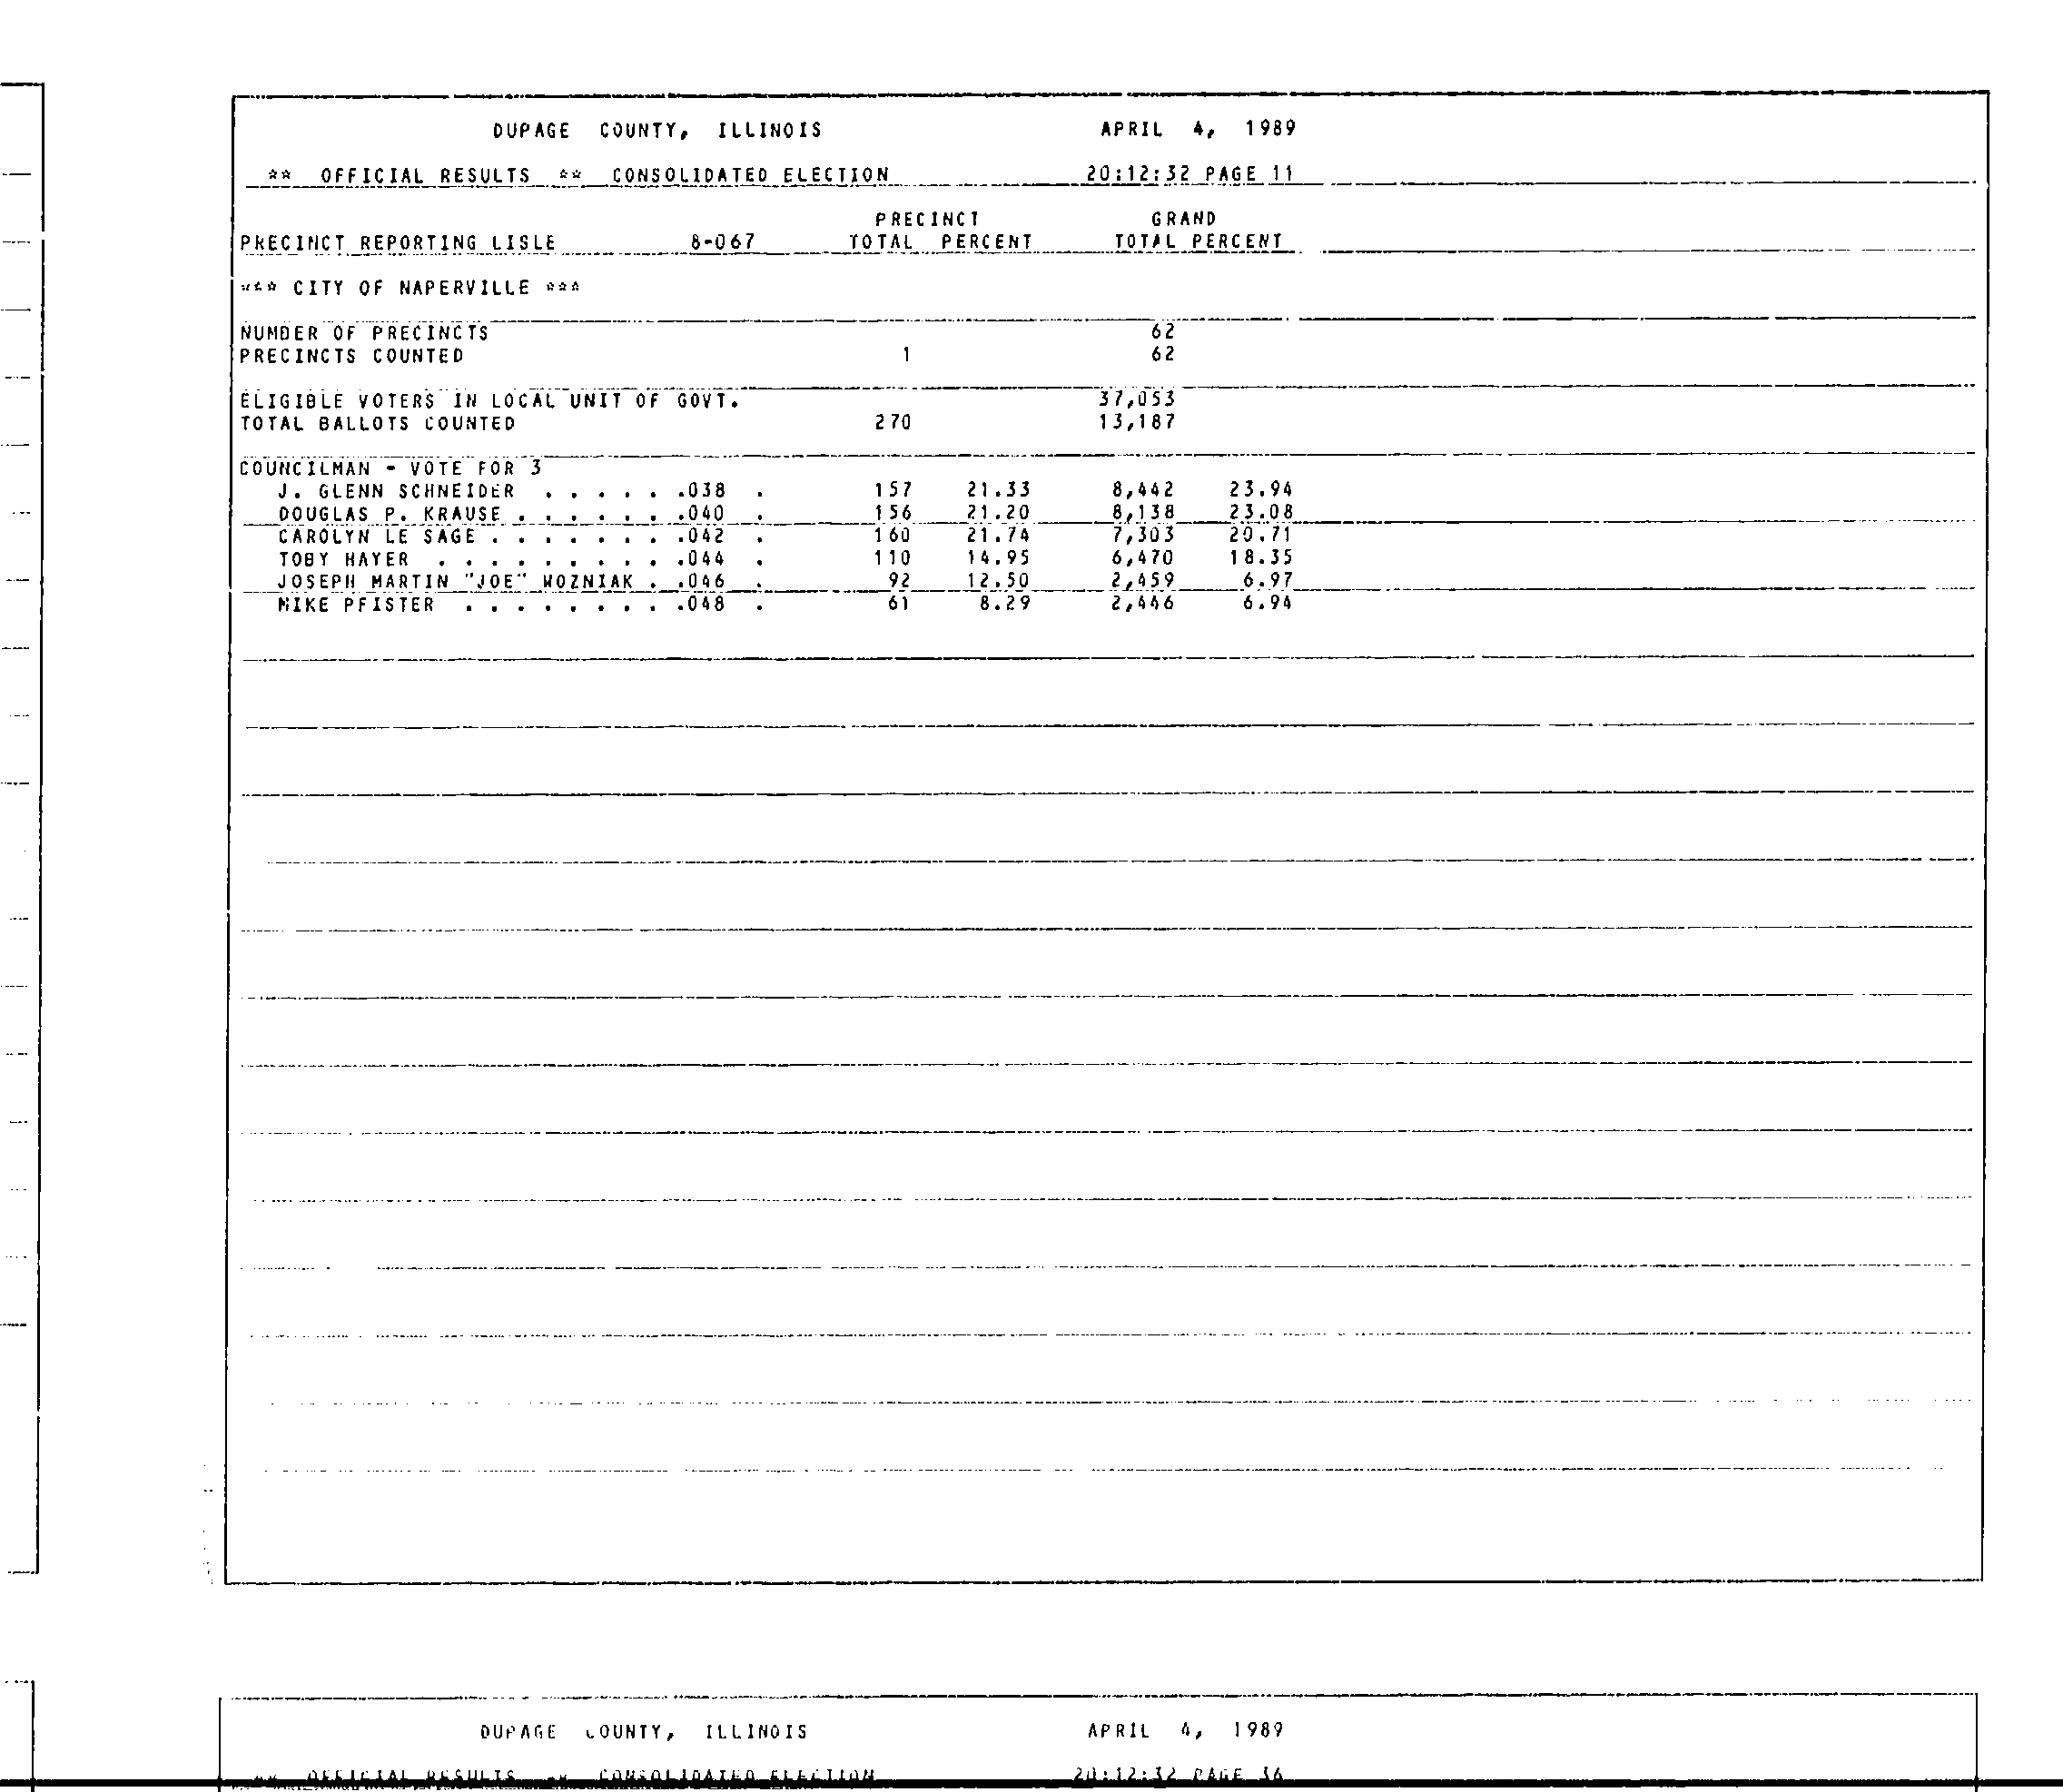 DUPAGE COUNTY, ILLINOIS APRIL 4, 1989
** OFFICIAL RESULTS ** CONSOLIDATED ELECTION 20:12:32 PAGE 11
PRECINCT GRAND
PRECINCT REPORTING LISLE 8-067 TOTAL PERCENT TOTAL PERCENT
*** CITY OF NAPERVILLE ***
NUMBER OF PRECINCTS 62
PRECINCTS COUNTED 1 62
ELIGIBLE VOTERS IN LOCAL UNIT OF GOVT. 37,053
TOTAL BALLOTS COUNTED 270 13,187
COUNCILMAN - VOTE FOR 3
J. GLENN SCHNEIDER . . . . . .038 . 157 21.33 8,442 23.94
DOUGLAS P. KRAUSE . . . . . . .040 . 156 21.20 8,138 23.08
CAROLYN LE SAGE . . . . . . . .042 . 160 21.74 7,303 20.71
TOBY HAYER . . . . . . . . . .044 . 110 14.95 6,470 18.35
JOSEPH MARTIN "JOE" WOZNIAK . .046 . 92 12.50 2,459 6.97
MIKE PFISTER . . . . . . . . .048 . 61 8.29 2,446 6.94
DUPAGE COUNTY, ILLINOIS APRIL 4, 1989
** OFFICIAL RESULTS ** CONSOLIDATED ELECTION 20:12:32 PAGE 36